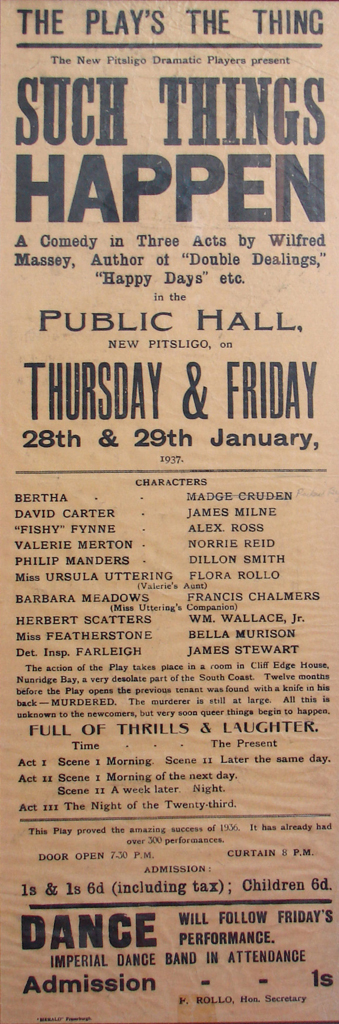 THE PLAY'S THE THING
The New Pitsligo Dramatic Players present
SUCH THINGS
HAPPEN
A Comedy in Three Acts by Wilfred
Massey, Author of "Double Dealings,"
"Happy Days" etc.
in the
PUBLIC HALL,
NEW PITSLIGO, on
THURSDAY & FRIDAY
28th & 29th January,
1937.
CHARACTERS
BERTHA - - MADGE CRUDEN
DAVID CARTER - JAMES MILNE
"FISHY" FYNNE - ALEX. ROSS
VALERIE MERTON - NORRIE REID
PHILIP MANDERS - DILLON SMITH
Miss URSULA UTTERING FLORA ROLLO
(Valerie's Aunt)
BARBARA MEADOWS FRANCIS CHALMERS
(Miss Uttering's Companion)
HERBERT SCATTERS WM. WALLACE, Jr.
Miss FEATHERSTONE BELLA MURISON
Det. Insp. FARLEIGH JAMES STEWART
The action of the Play takes place in a room in Cliff Edge House,
Nunridge Bay, a very desolate part of the South Coast. Twelve months
before the Play opens the previous tenant was found with a knife in his
back—MURDERED. The murderer is still at large. All this is
unknown to the newcomers, but very soon queer things begin to happen.
FULL OF THRILLS & LAUGHTER.
Time - - - The Present
Act I Scene I Morning. Scene II Later the same day.
Act II Scene I Morning of the next day.
Scene II A week later. Night.
Act III The Night of the Twenty-third.
This Play proved the amazing success of 1936. It has already had
over 300 performances.
DOOR OPEN 7-30 P.M. CURTAIN 8 P.M.
ADMISSION:
1s & 1s 6d (including tax); Children 6d.
DANCE WILL FOLLOW FRIDAY'S
PERFORMANCE.
IMPERIAL DANCE BAND IN ATTENDANCE
Admission - - 1s
F. ROLLO, Hon. Secretary
"HERALD"